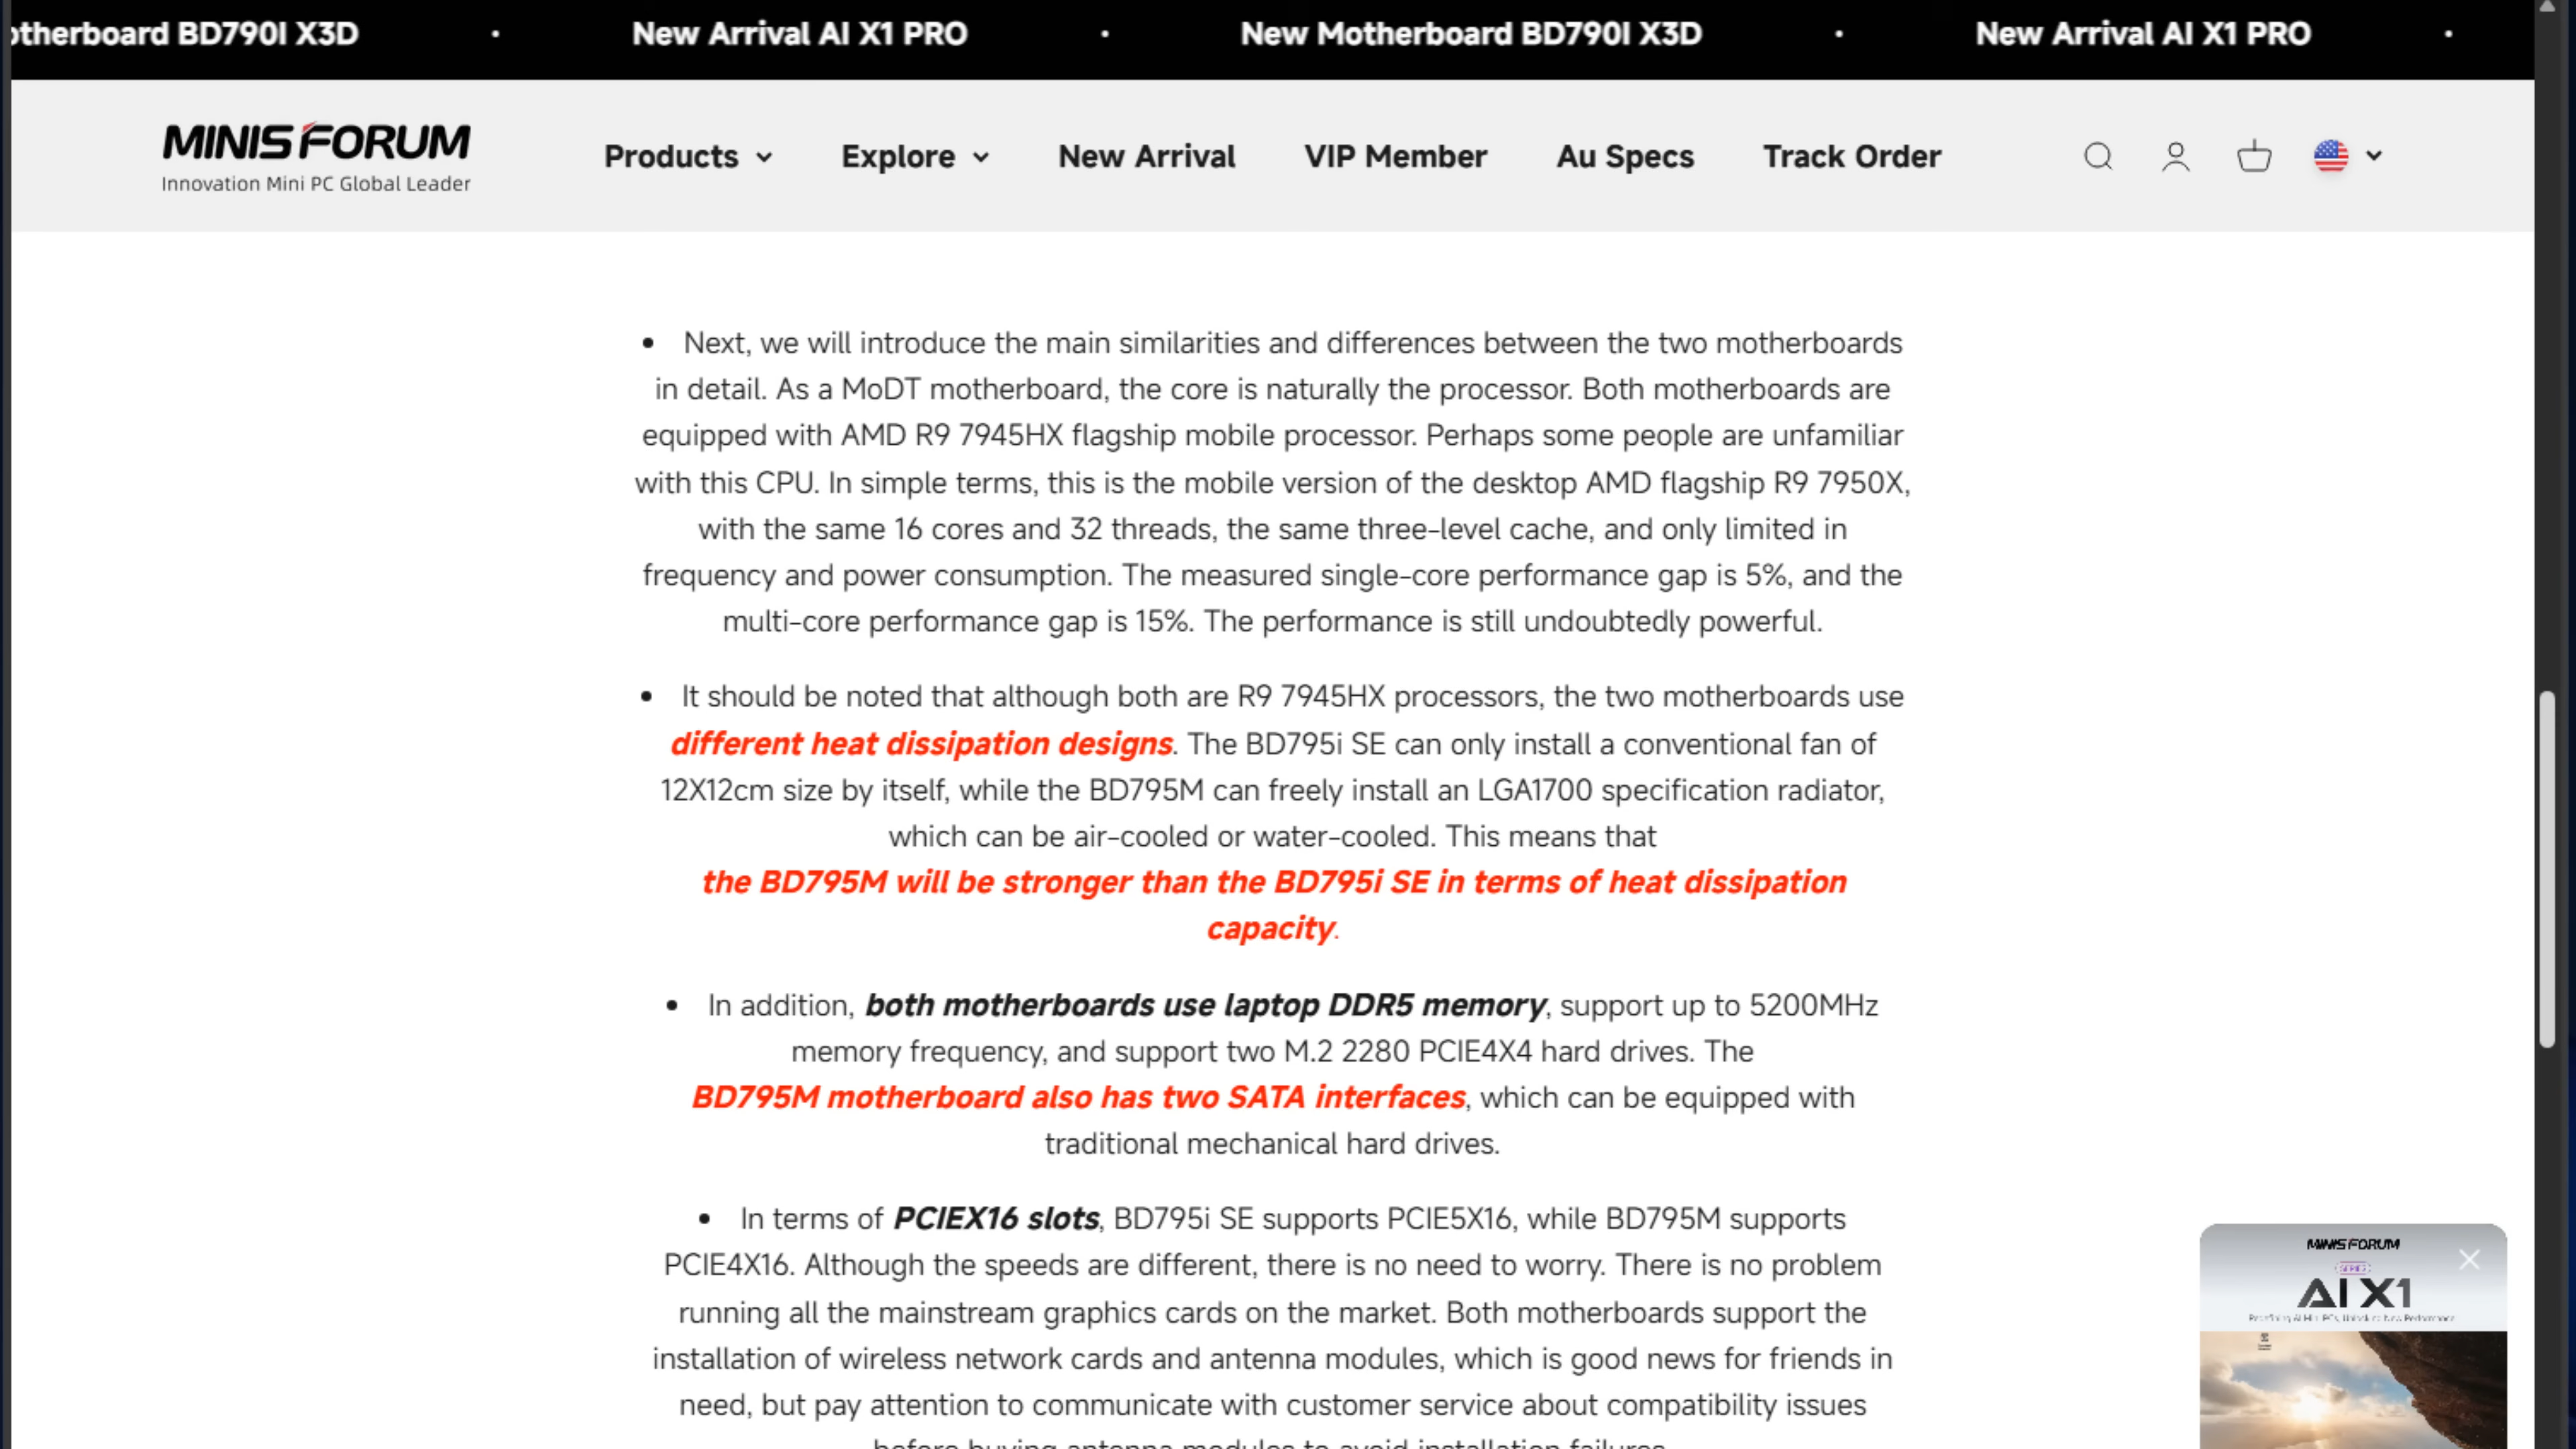 otherboard BD790I X3D • New Arrival AI X1 PRO • New Motherboard BD790I X3D • New Arrival AI X1 PRO •
MINISFORUM
Innovation Mini PC Global Leader
Products Explore New Arrival VIP Member Au Specs Track Order
• Next, we will introduce the main similarities and differences between the two motherboards
in detail. As a MoDT motherboard, the core is naturally the processor. Both motherboards are
equipped with AMD R9 7945HX flagship mobile processor. Perhaps some people are unfamiliar
with this CPU. In simple terms, this is the mobile version of the desktop AMD flagship R9 7950X,
with the same 16 cores and 32 threads, the same three-level cache, and only limited in
frequency and power consumption. The measured single-core performance gap is 5%, and the
multi-core performance gap is 15%. The performance is still undoubtedly powerful.
• It should be noted that although both are R9 7945HX processors, the two motherboards use
different heat dissipation designs. The BD795i SE can only install a conventional fan of
12X12cm size by itself, while the BD795M can freely install an LGA1700 specification radiator,
which can be air-cooled or water-cooled. This means that
the BD795M will be stronger than the BD795i SE in terms of heat dissipation
capacity.
• In addition, both motherboards use laptop DDR5 memory, support up to 5200MHz
memory frequency, and support two M.2 2280 PCIE4X4 hard drives. The
BD795M motherboard also has two SATA interfaces, which can be equipped with
traditional mechanical hard drives.
• In terms of PCIEX16 slots, BD795i SE supports PCIE5X16, while BD795M supports
PCIE4X16. Although the speeds are different, there is no need to worry. There is no problem
running all the mainstream graphics cards on the market. Both motherboards support the
installation of wireless network cards and antenna modules, which is good news for friends in
need, but pay attention to communicate with customer service about compatibility issues
before buying antenna modules to avoid installation failures.
MINISFORUM
SERIES
AI X1